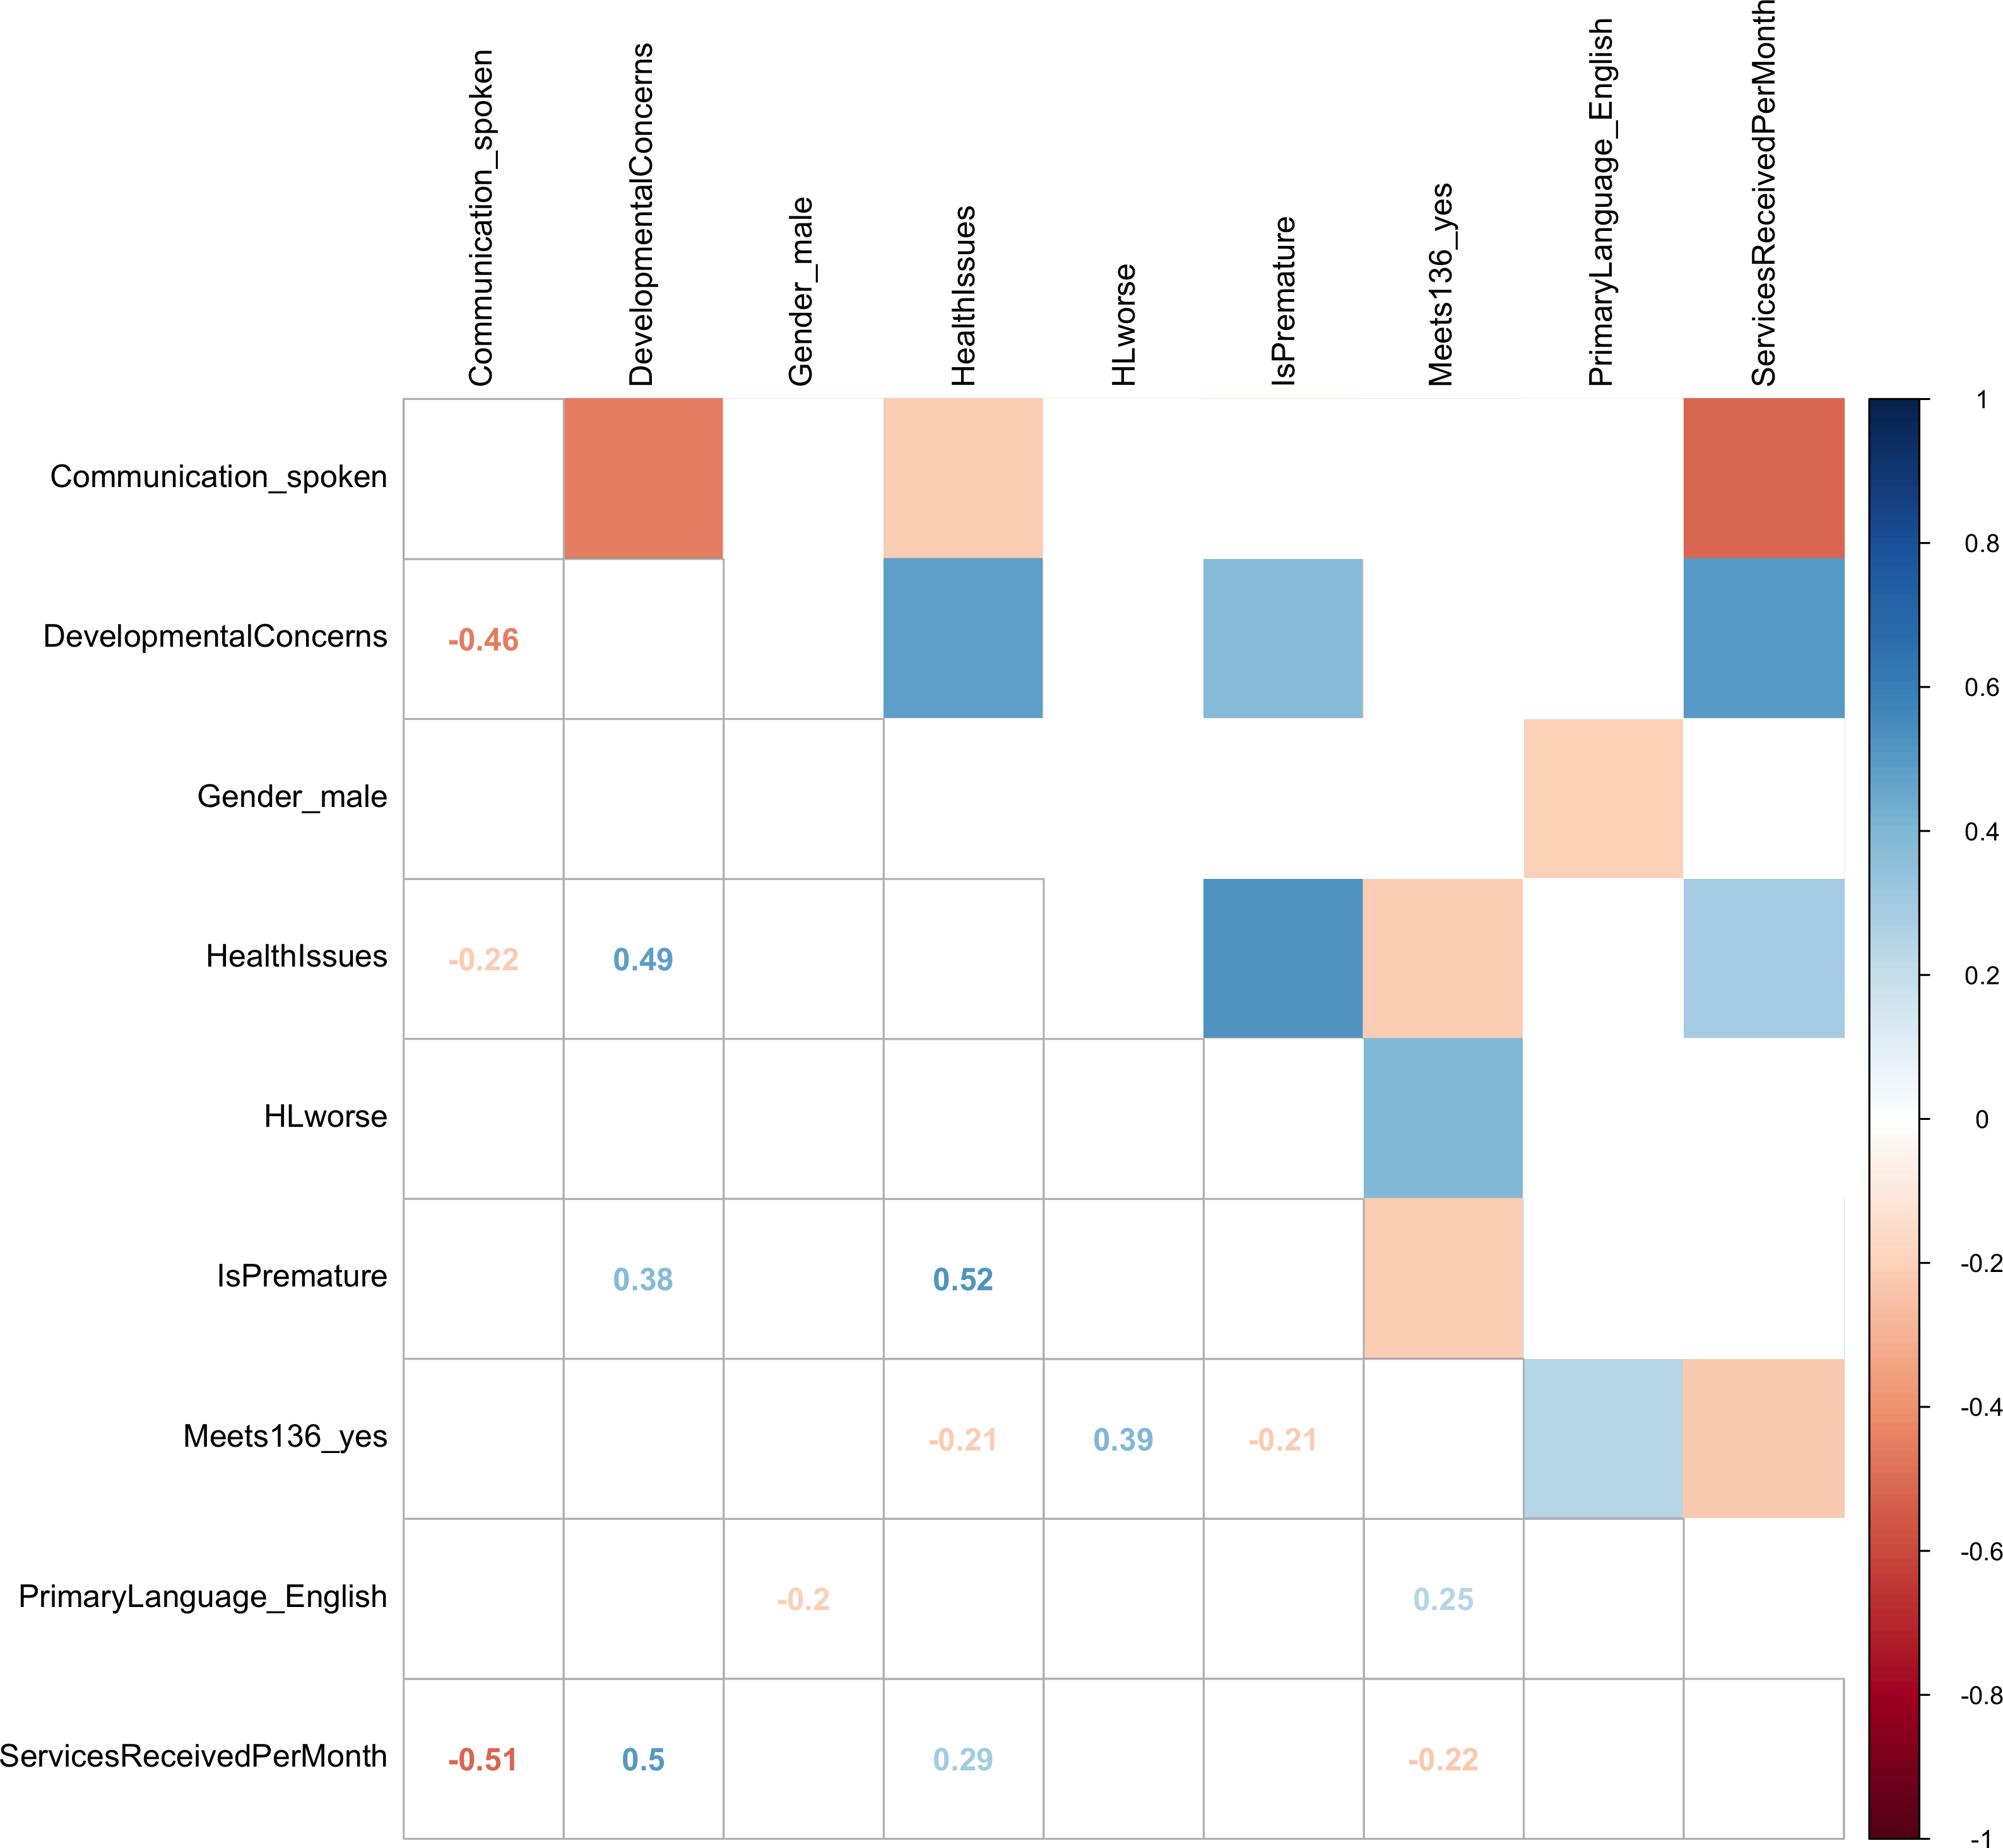 Communication_spoken
DevelopmentalConcerns
Gender_male
HealthIssues
HLworse
IsPremature
Meets136_yes
PrimaryLanguage_English
ServicesReceivedPerMonth
1
Communication_spoken
0.8
DevelopmentalConcerns -0.46
0.6
Gender_male
0.4
HealthIssues -0.22 0.49
0.2
HLworse
0
IsPremature 0.38 0.52
-0.2
-0.4
Meets136_yes -0.21 0.39 -0.21
-0.6
PrimaryLanguage_English -0.2 0.25
-0.8
ServicesReceivedPerMonth -0.51 0.5 0.29 -0.22
-1